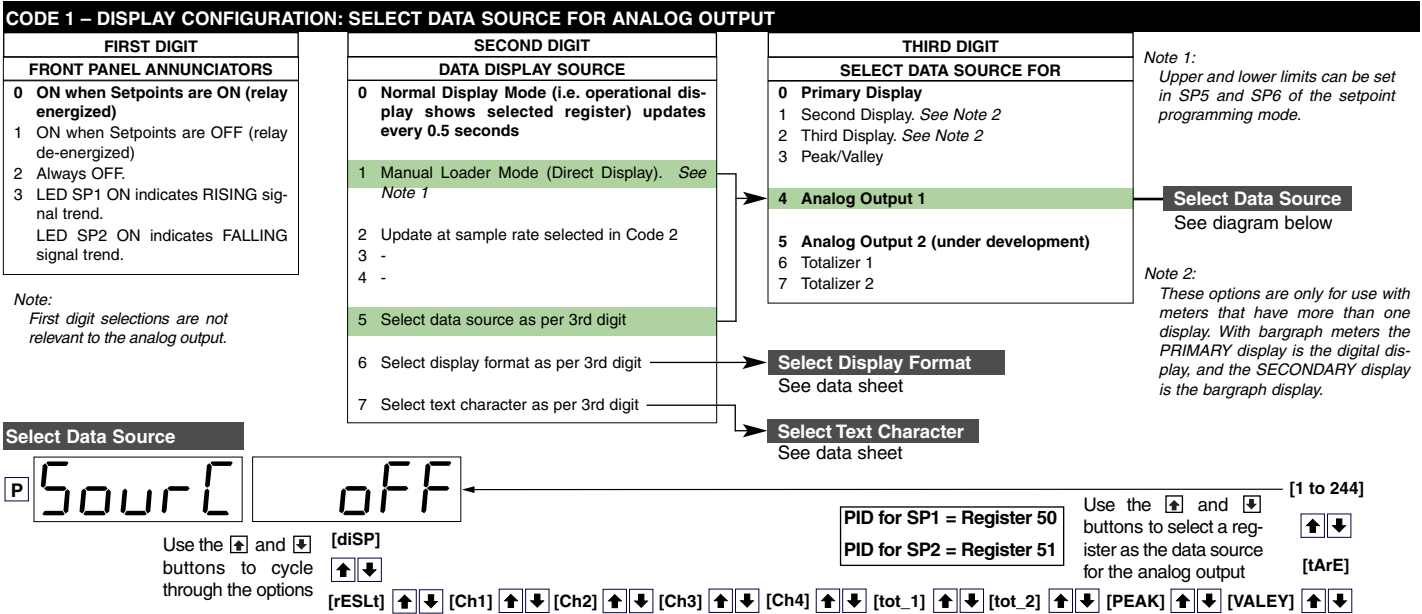 CODE 1 – DISPLAY CONFIGURATION: SELECT DATA SOURCE FOR ANALOG OUTPUT
FIRST DIGIT
FRONT PANEL ANNUNCIATORS
0 ON when Setpoints are ON (relay
energized)
1 ON when Setpoints are OFF (relay
de-energized)
2 Always OFF.
3 LED SP1 ON indicates RISING sig-
nal trend.
LED SP2 ON indicates FALLING
signal trend.
Note:
First digit selections are not
relevant to the analog output.
SECOND DIGIT
DATA DISPLAY SOURCE
0 Normal Display Mode (i.e. operational dis-
play shows selected register) updates
every 0.5 seconds
1 Manual Loader Mode (Direct Display). See
Note 1
2 Update at sample rate selected in Code 2
3 -
4 -
5 Select data source as per 3rd digit
6 Select display format as per 3rd digit
7 Select text character as per 3rd digit
THIRD DIGIT
SELECT DATA SOURCE FOR
0 Primary Display
1 Second Display. See Note 2
2 Third Display. See Note 2
3 Peak/Valley
4 Analog Output 1
5 Analog Output 2 (under development)
6 Totalizer 1
7 Totalizer 2
Select Display Format
See data sheet
Select Text Character
See data sheet
Note 1:
Upper and lower limits can be set
in SP5 and SP6 of the setpoint
programming mode.
Select Data Source
See diagram below
Note 2:
These options are only for use with
meters that have more than one
display. With bargraph meters the
PRIMARY display is the digital dis-
play, and the SECONDARY display
is the bargraph display.
Select Data Source
P SourC oFF
[1 to 244]
Use the and
buttons to cycle
through the options
[diSP]
PID for SP1 = Register 50
PID for SP2 = Register 51
Use the and
buttons to select a reg-
ister as the data source
for the analog output
[tArE]
[rESLt] [Ch1] [Ch2] [Ch3] [Ch4] [tot_1] [tot_2] [PEAK] [VALEY]